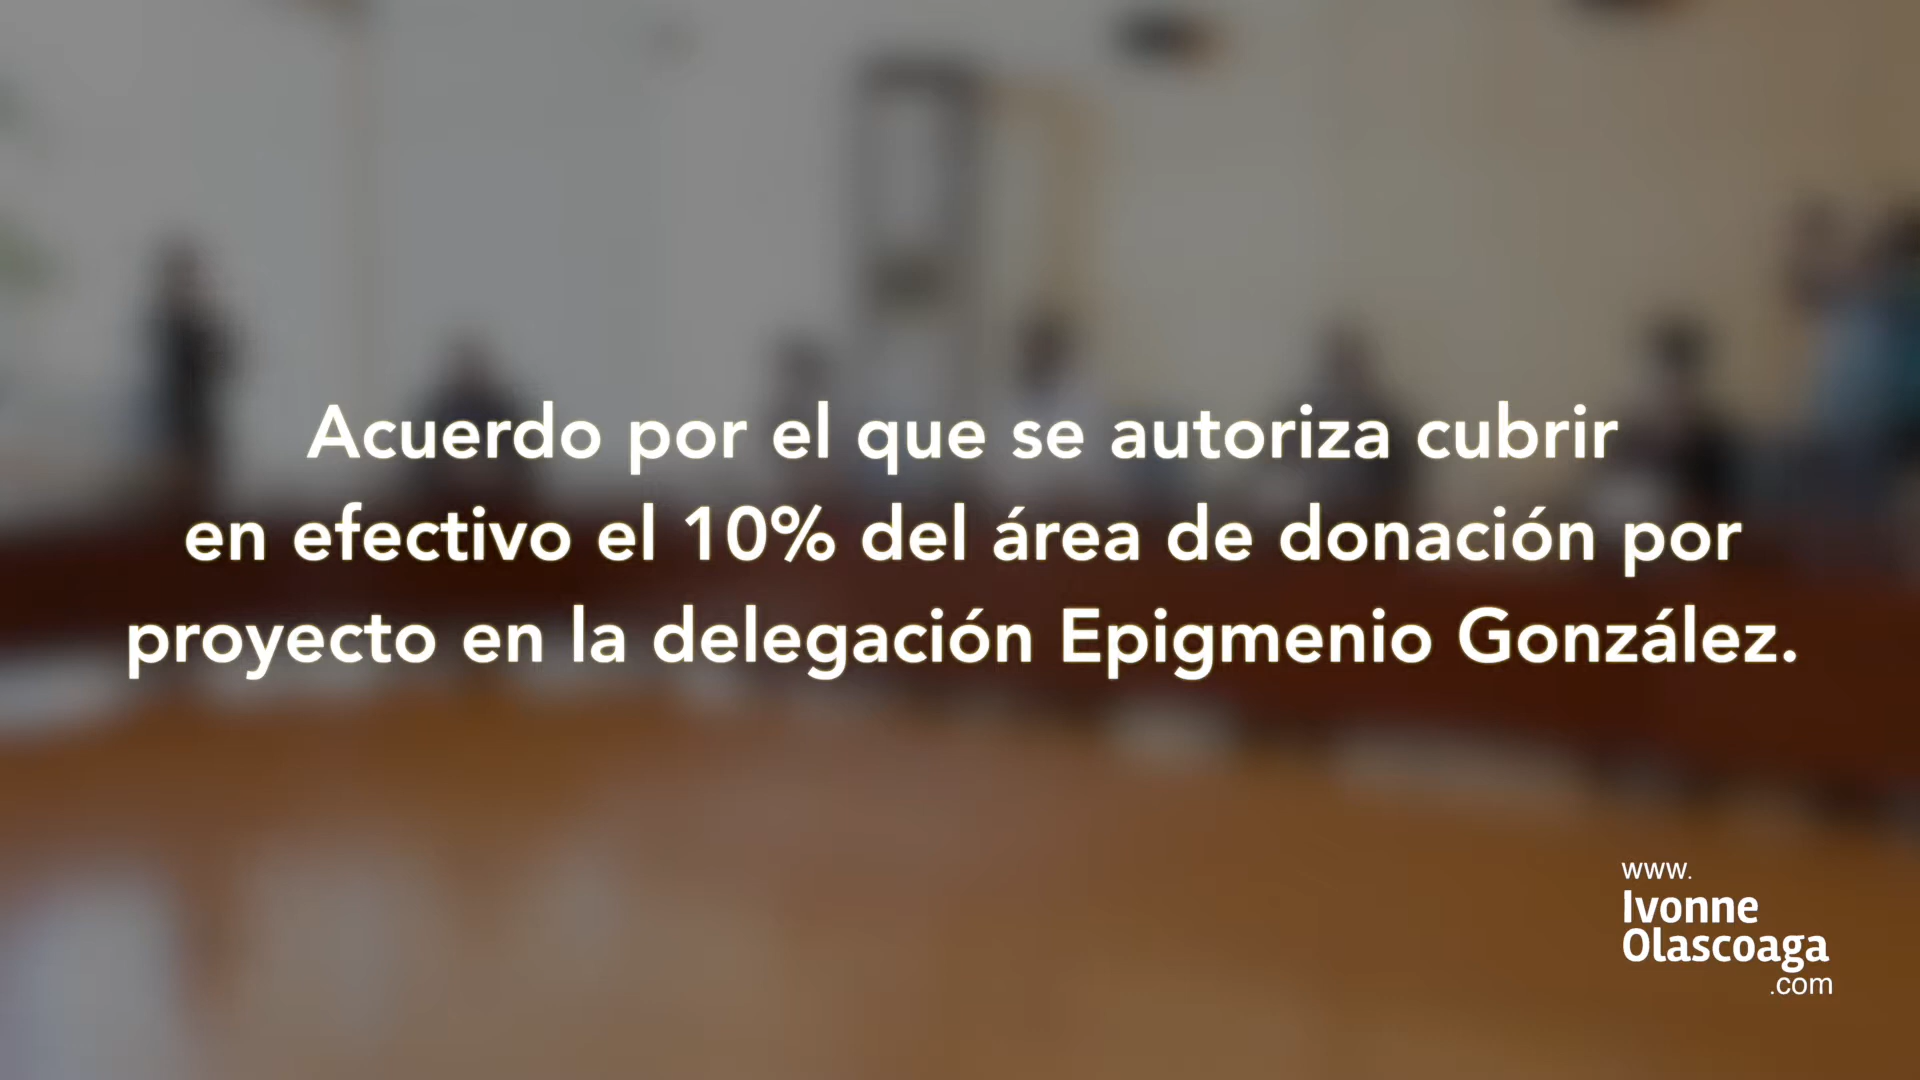 Acuerdo por el que se autoriza cubrir
en efectivo el 10% del área de donación por
proyecto en la delegación Epigmenio González.
www.
Ivonne
Olascoaga
.com